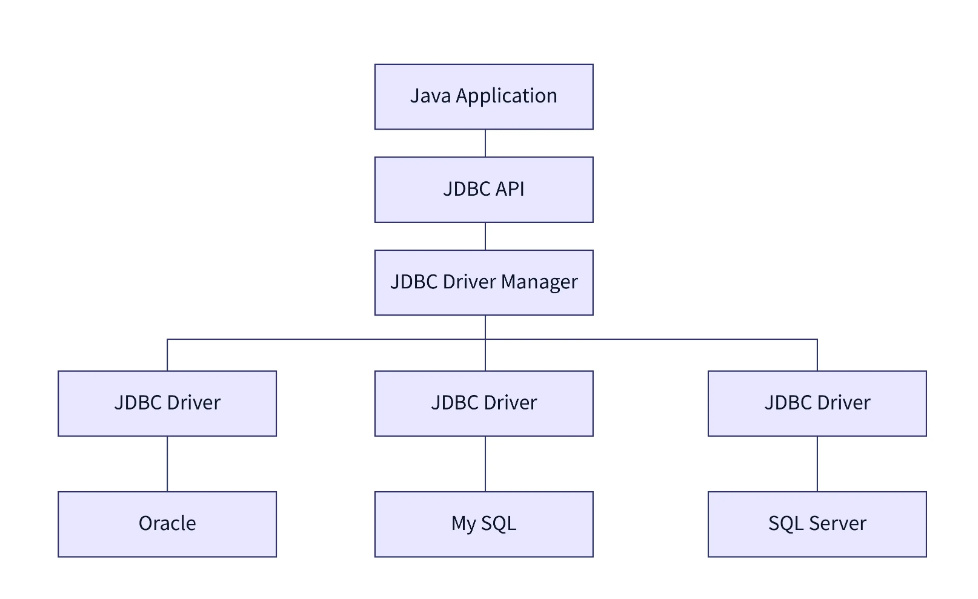 Java Application
JDBC API
JDBC Driver Manager
JDBC Driver
JDBC Driver
JDBC Driver
Oracle
My SQL
SQL Server